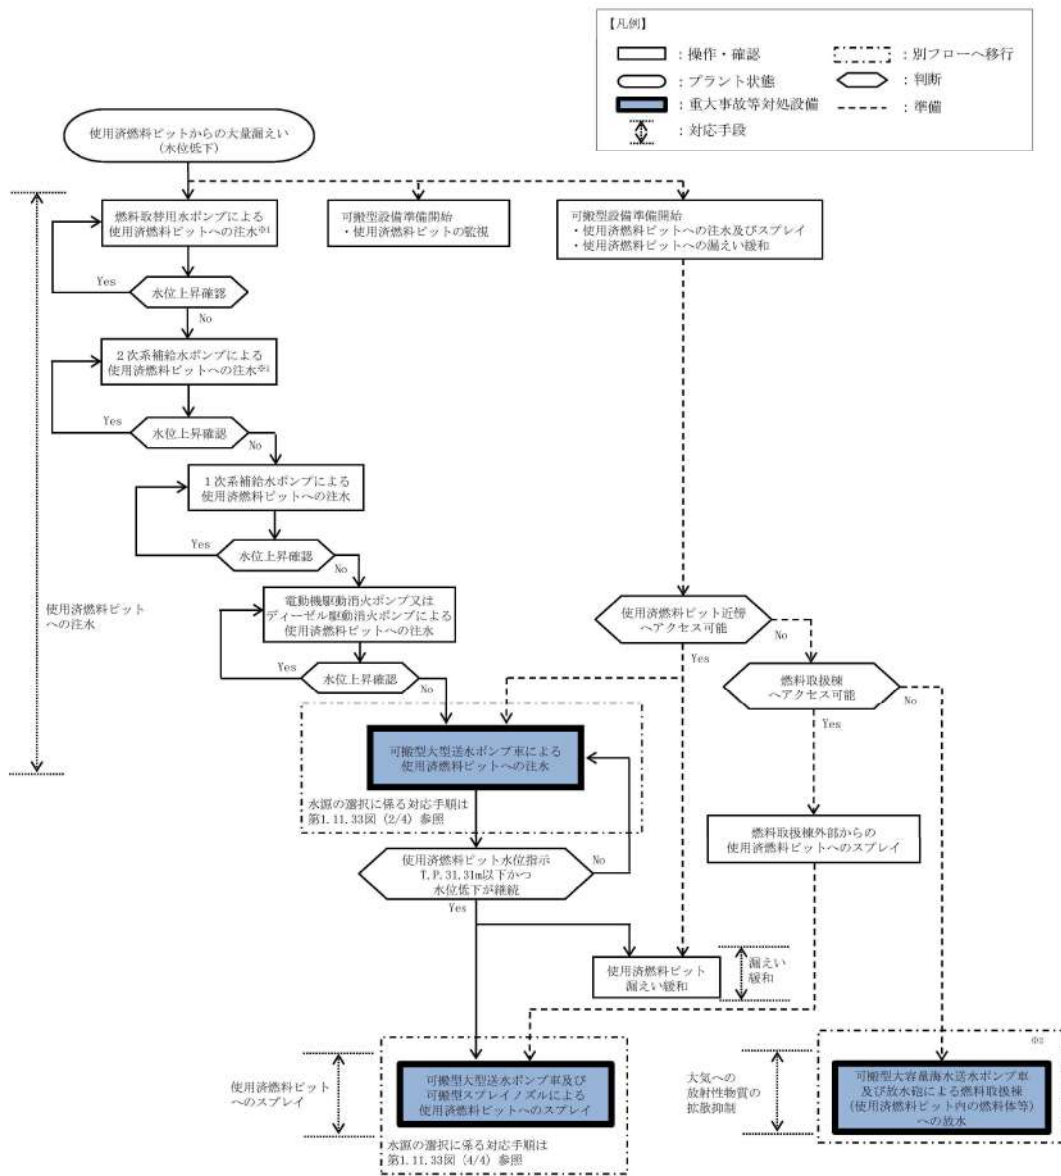 【凡例】
：操作・確認
：別フローへ移行
：プラント状態
：判断
：重大事故等対処設備
：準備
：対応手段
使用済燃料ピットからの大量漏えい
(水位低下)
燃料取替用水ポンプによる
使用済燃料ピットへの注水※1
可搬型設備準備開始
・使用済燃料ピットの監視
可搬型設備準備開始
・使用済燃料ピットへの注水及びスプレイ
・使用済燃料ピットへの漏えい緩和
Yes
水位上昇確認
No
2次系補給水ポンプによる
使用済燃料ピットへの注水※1
Yes
水位上昇確認
No
1次系補給水ポンプによる
使用済燃料ピットへの注水
Yes
水位上昇確認
No
使用済燃料ピット
への注水
電動機駆動消火ポンプ又は
ディーゼル駆動消火ポンプによる
使用済燃料ピットへの注水
Yes
水位上昇確認
No
使用済燃料ピット近傍
へアクセス可能
No
Yes
燃料取扱棟
へアクセス可能
No
Yes
可搬型大型送水ポンプ車による
使用済燃料ピットへの注水
水源の選択に係る対応手順は
第1.11.33図 (2/4) 参照
燃料取扱棟外部からの
使用済燃料ピットへのスプレイ
使用済燃料ピット水位指示
T.P.31.31m以下かつ
水位低下が継続
No
Yes
使用済燃料ピット
漏えい緩和
漏えい
緩和
使用済燃料ピット
へのスプレイ
可搬型大型送水ポンプ車及び
可搬型スプレイノズルによる
使用済燃料ピットへのスプレイ
水源の選択に係る対応手順は
第1.11.33図 (4/4) 参照
大気への
放射性物質の
拡散抑制
※2
可搬型大容量海水送水ポンプ車
及び放水砲による燃料取扱棟
(使用済燃料ピット内の燃料体等)
への放水